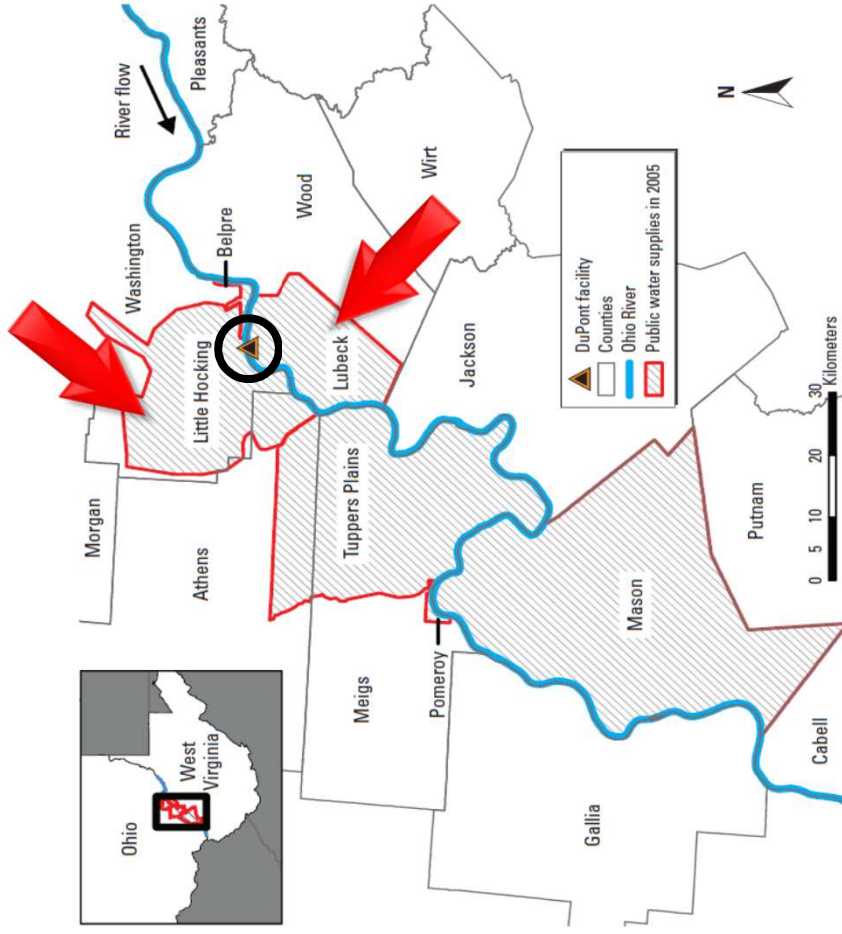 River flow
Pleasants
Washington
Morgan
Belpre
Wood
Wirt
Little Hocking
Lubeck
Athens
Tuppers Plains
Jackson
Meigs
Pomeroy
Mason
Putnam
Gallia
Cabell
Ohio
West
Virginia
DuPont facility
Counties
Ohio River
Public water supplies in 2005
N
0 5 10 20 30
Kilometers